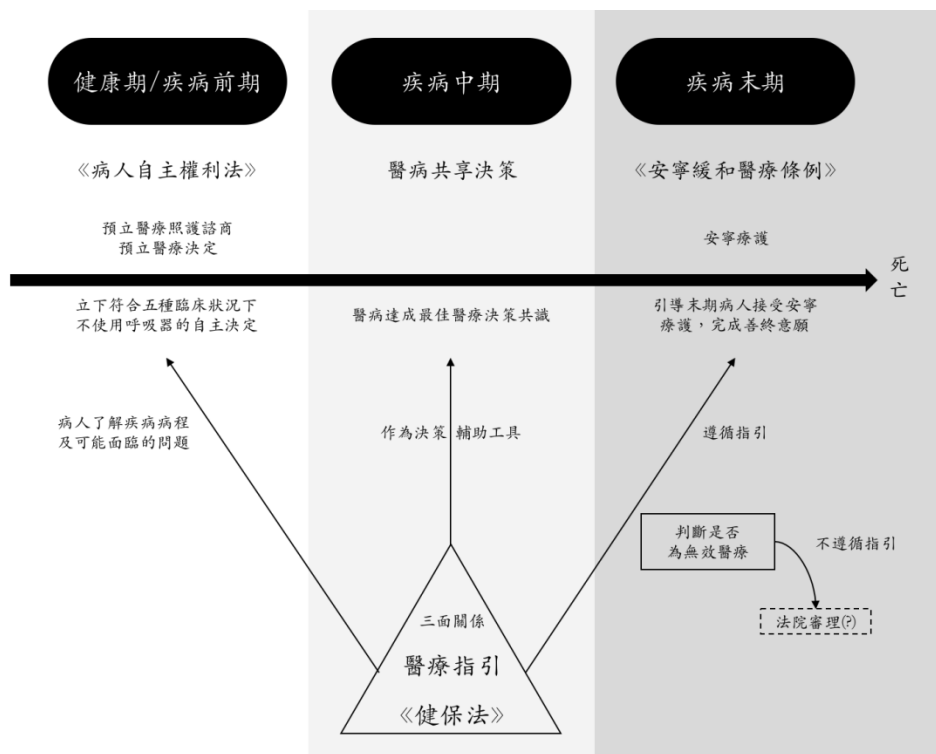 健康期/疾病前期
疾病中期
疾病末期
《病人自主權利法》
醫病共享決策
《安寧緩和醫療條例》
預立醫療照護諮商
預立醫療決定
安寧療護
死
亡
立下符合五種臨床狀況下
不使用呼吸器的自主決定
醫病達成最佳醫療決策共識
引導末期病人接受安寧
療護，完成善終意願
病人了解疾病病程
及可能面臨的問題
作為決策 輔助工具
遵循指引
判斷是否
為無效醫療
不遵循指引
法院審理(?)
三面關係
醫療指引
《健保法》